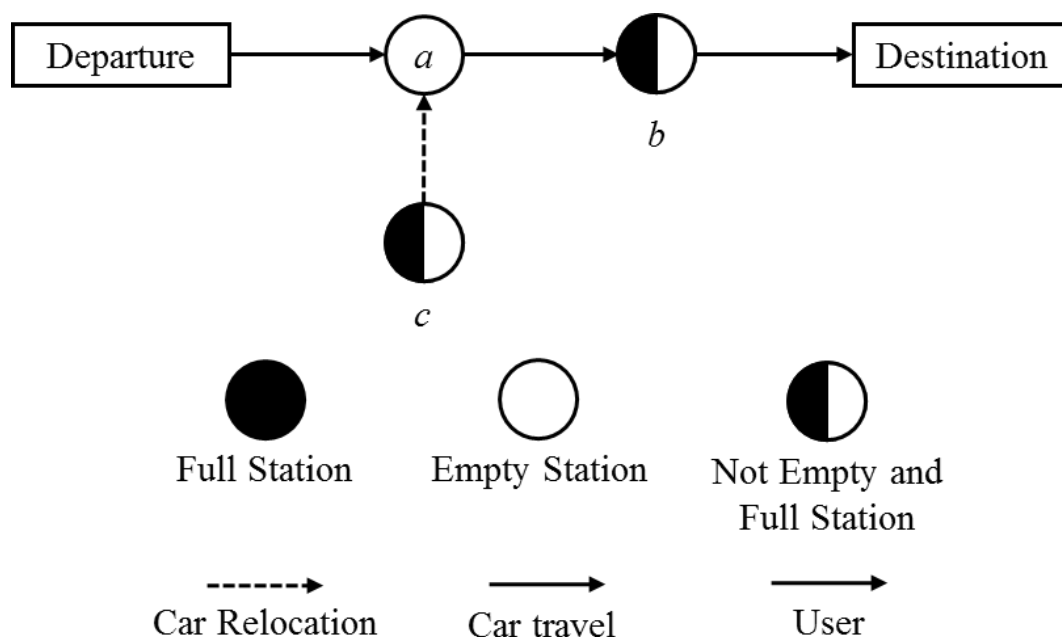 Departure
a
Destination
b
c
Full Station
Empty Station
Not Empty and
Full Station
Car Relocation
Car travel
User